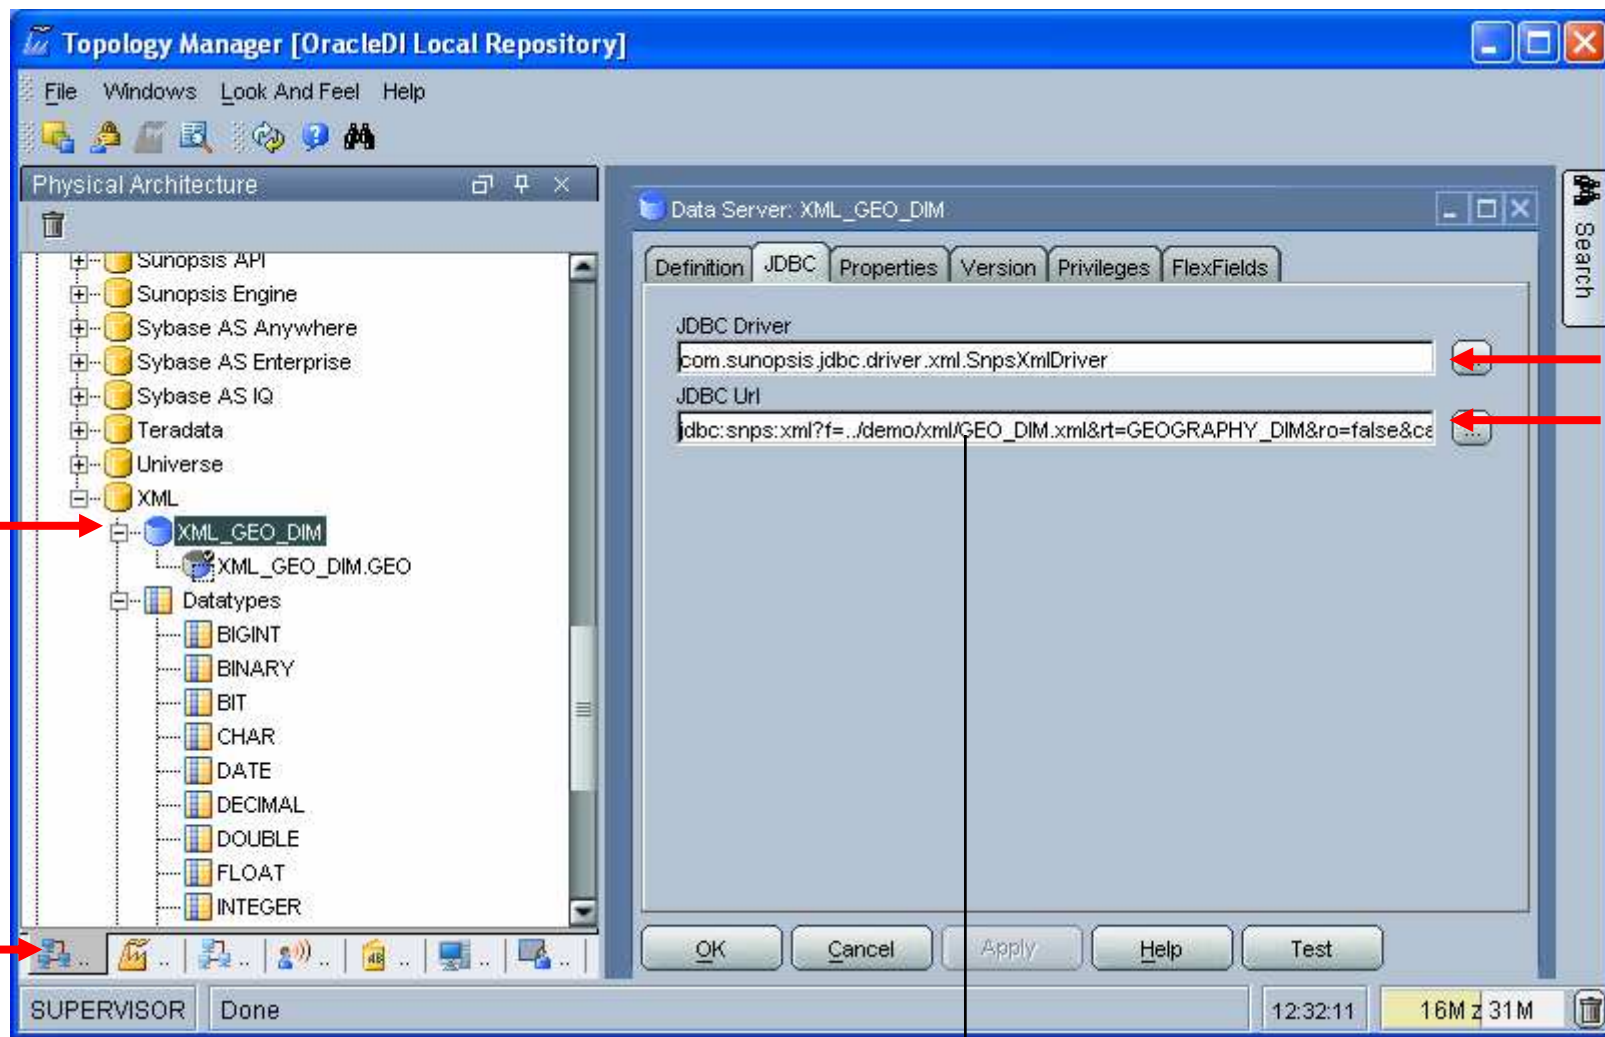 Topology Manager [OracleDI Local Repository]
File Windows Look And Feel Help
Physical Architecture
Sunopsis API
Sunopsis Engine
Sybase AS Anywhere
Sybase AS Enterprise
Sybase AS IQ
Teradata
Universe
XML
XML_GEO_DIM
XML_GEO_DIM.GEO
Datatypes
BIGINT
BINARY
BIT
CHAR
DATE
DECIMAL
DOUBLE
FLOAT
INTEGER
Data Server: XML_GEO_DIM
Definition JDBC Properties Version Privileges FlexFields
JDBC Driver
com.sunopsis.jdbc.driver.xml.SnpsXmlDriver
...
JDBC Url
jdbc:snps:xml?f=../demo/xml/GEO_DIM.xml&rt=GEOGRAPHY_DIM&ro=false&ca
...
OK Cancel Apply Help Test
Search
.. .. .. .. .. .. ..
SUPERVISOR Done 12:32:11 16M z 31M